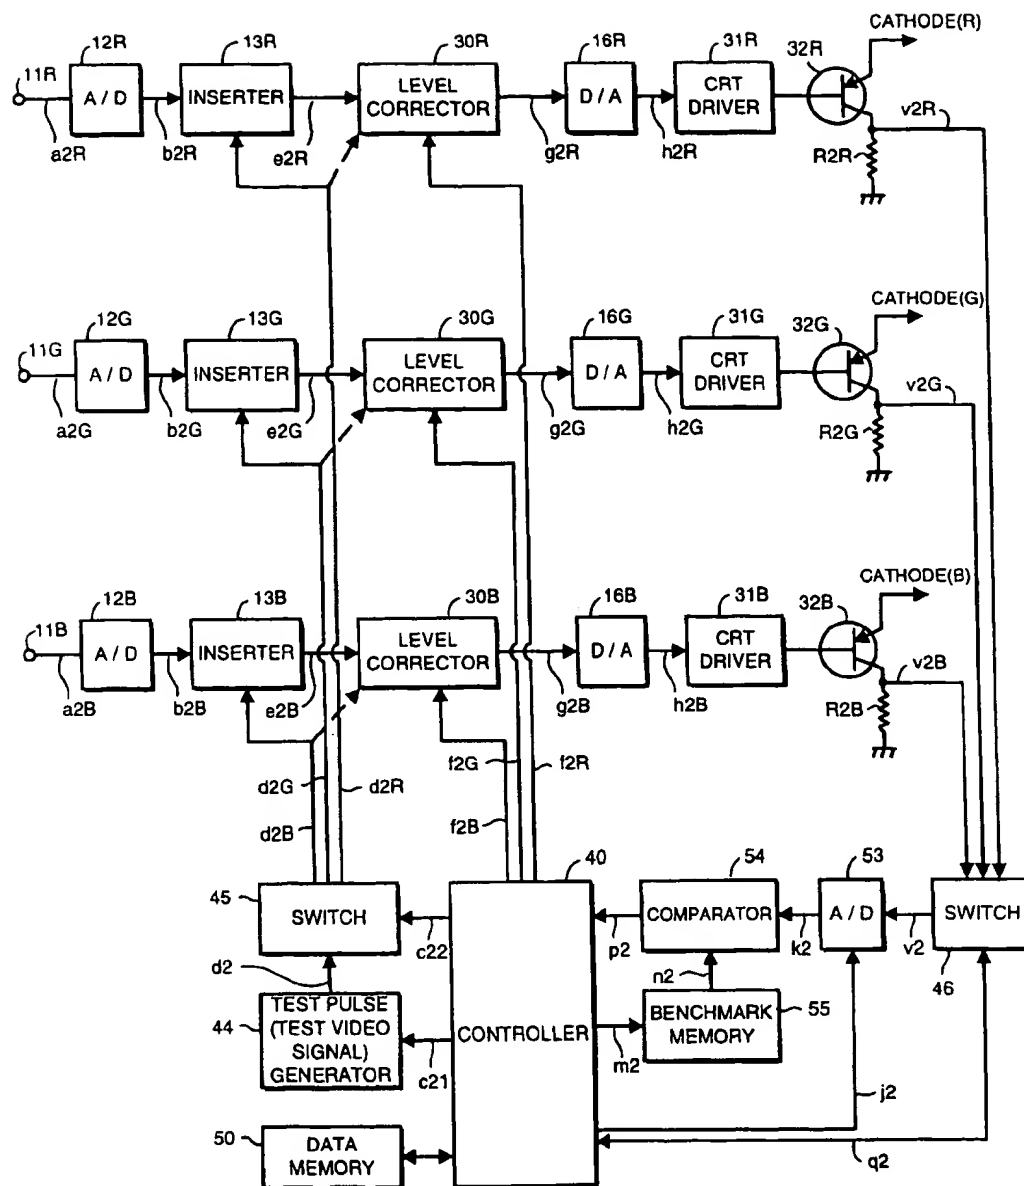 CATHODE(R)
12R
13R
30R
16R
31R
32R
11R
A / D
INSERTER
LEVEL
CORRECTOR
D / A
CRT
DRIVER
v2R
a2R
b2R
e2R
g2R
h2R
R2R
CATHODE(G)
12G
13G
30G
16G
31G
32G
11G
A / D
INSERTER
LEVEL
CORRECTOR
D / A
CRT
DRIVER
v2G
a2G
b2G
e2G
g2G
h2G
R2G
CATHODE(B)
12B
13B
30B
16B
31B
32B
11B
A / D
INSERTER
LEVEL
CORRECTOR
D / A
CRT
DRIVER
v2B
a2B
b2B
e2B
g2B
h2B
R2B
d2G
d2R
f2G
f2R
d2B
f2B
40
54
53
45
SWITCH
c22
COMPARATOR
A / D
SWITCH
p2
k2
v2
d2
n2
46
44
TEST PULSE
(TEST VIDEO
SIGNAL)
GENERATOR
c21
CONTROLLER
BENCHMARK
MEMORY
55
m2
j2
50
DATA
MEMORY
q2